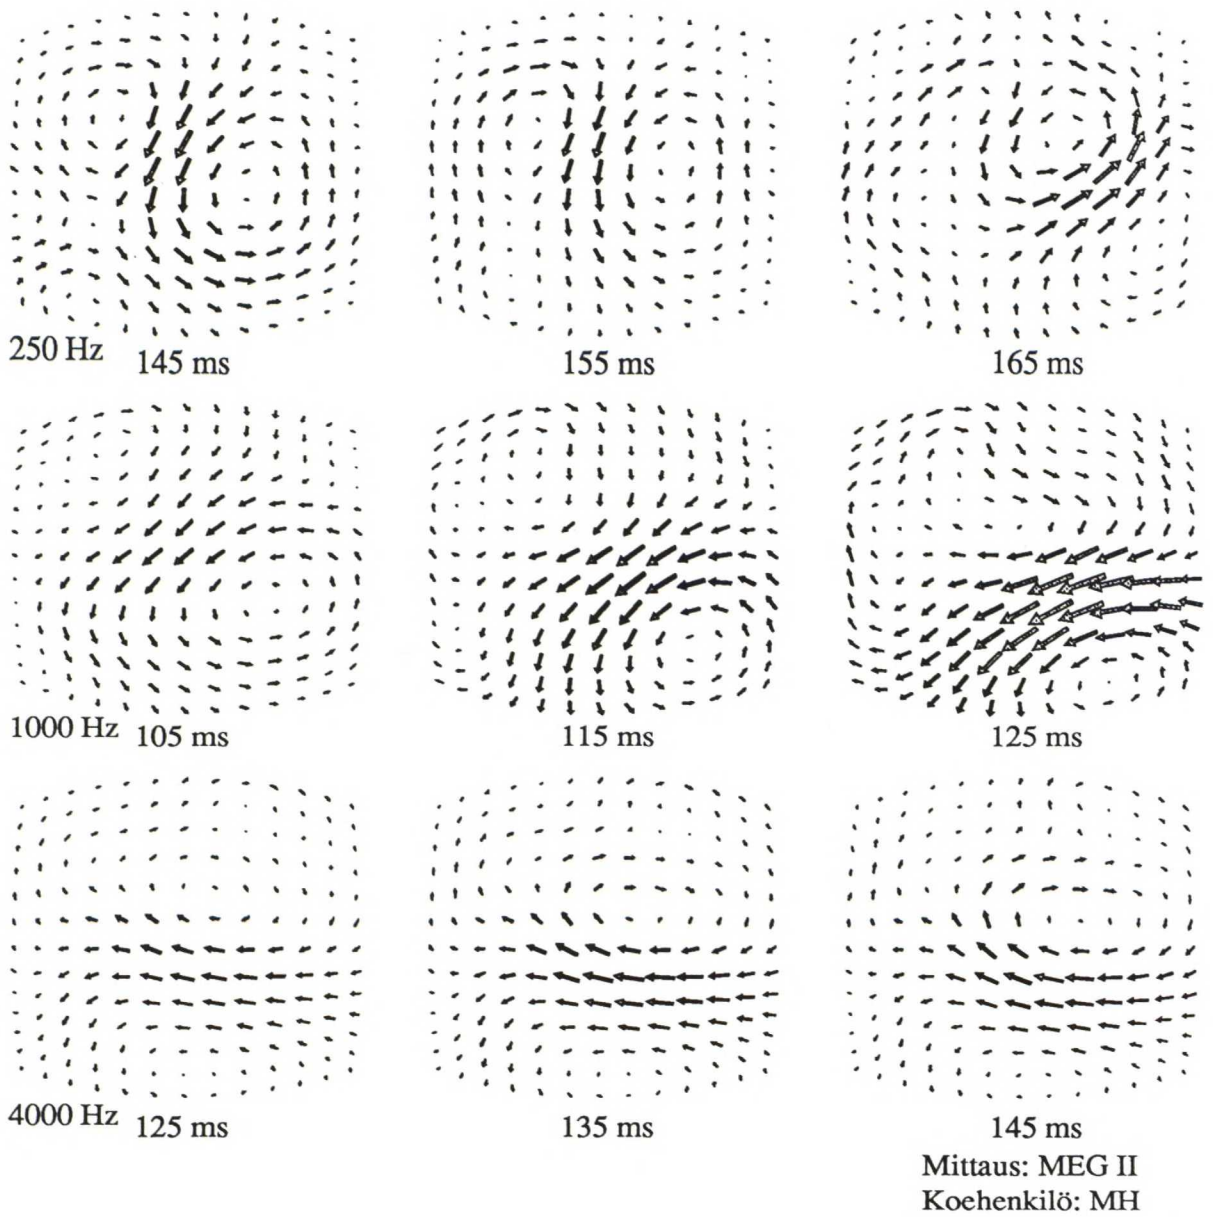 250 Hz 145 ms 155 ms 165 ms
1000 Hz 105 ms 115 ms 125 ms
4000 Hz 125 ms 135 ms 145 ms
Mittaus: MEG II
Koehenkilö: MH